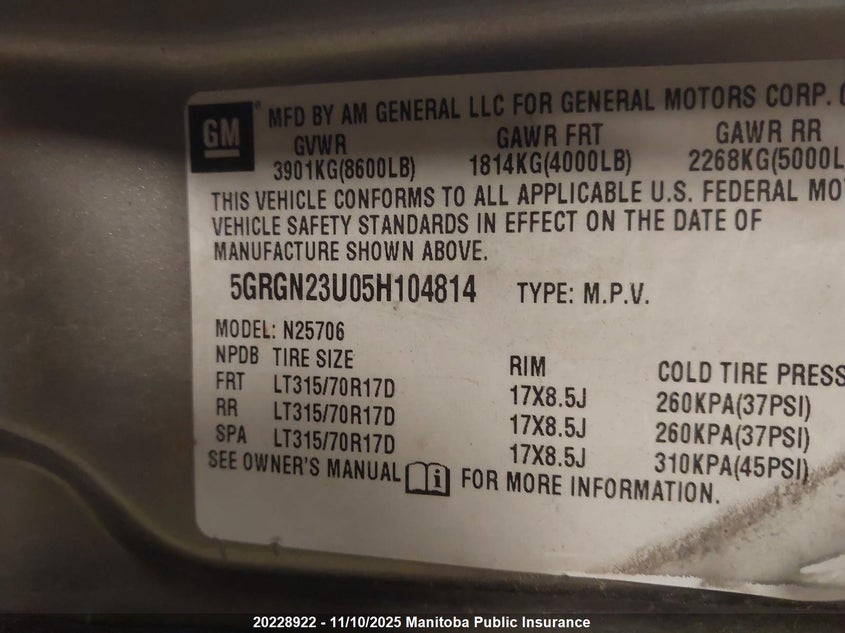 GM ® MFD BY AM GENERAL LLC FOR GENERAL MOTORS CORP.
GVWR GAWR FRT GAWR RR
3901KG(8600LB) 1814KG(4000LB) 2268KG(5000L
THIS VEHICLE CONFORMS TO ALL APPLICABLE U.S. FEDERAL MO
VEHICLE SAFETY STANDARDS IN EFFECT ON THE DATE OF
MANUFACTURE SHOWN ABOVE.
5GRGN23U05H104814 TYPE: M.P.V.
MODEL: N25706
NPDB TIRE SIZE RIM COLD TIRE PRESS
FRT LT315/70R17D 17X8.5J 260KPA(37PSI)
RR LT315/70R17D 17X8.5J 260KPA(37PSI)
SPA LT315/70R17D 17X8.5J 310KPA(45PSI)
SEE OWNER'S MANUAL i FOR MORE INFORMATION.
20228922 - 11/10/2025 Manitoba Public Insurance